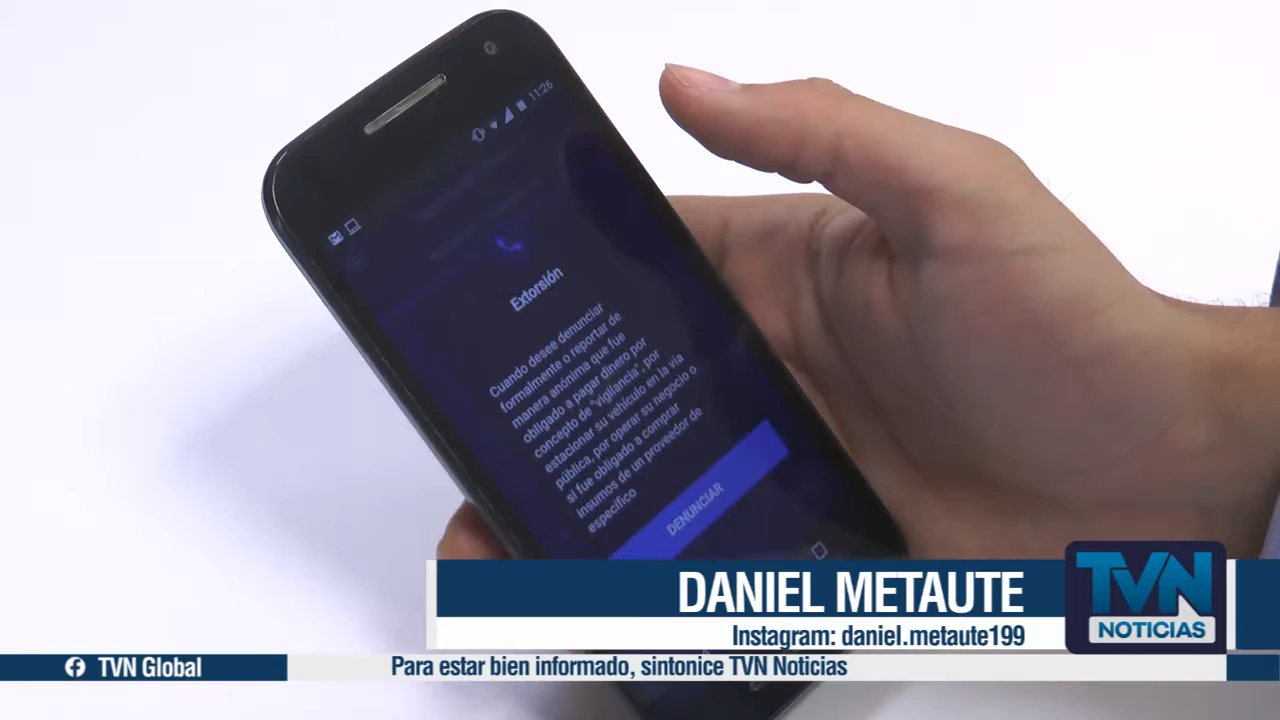 11:26
Extorsión
Cuando desee denunciar
formalmente o reportar de
manera anónima que fue
obligado a pagar dinero por
concepto de "vigilancia", por
estacionar su vehículo en la vía
pública, por operar su negocio o
si fue obligado a comprar
insumos de un proveedor de
específico
DENUNCIAR
DANIEL METAUTE
Instagram: daniel.metaute199
TVN
NOTICIAS
TVN Global
Para estar bien informado, sintonice TVN Noticias